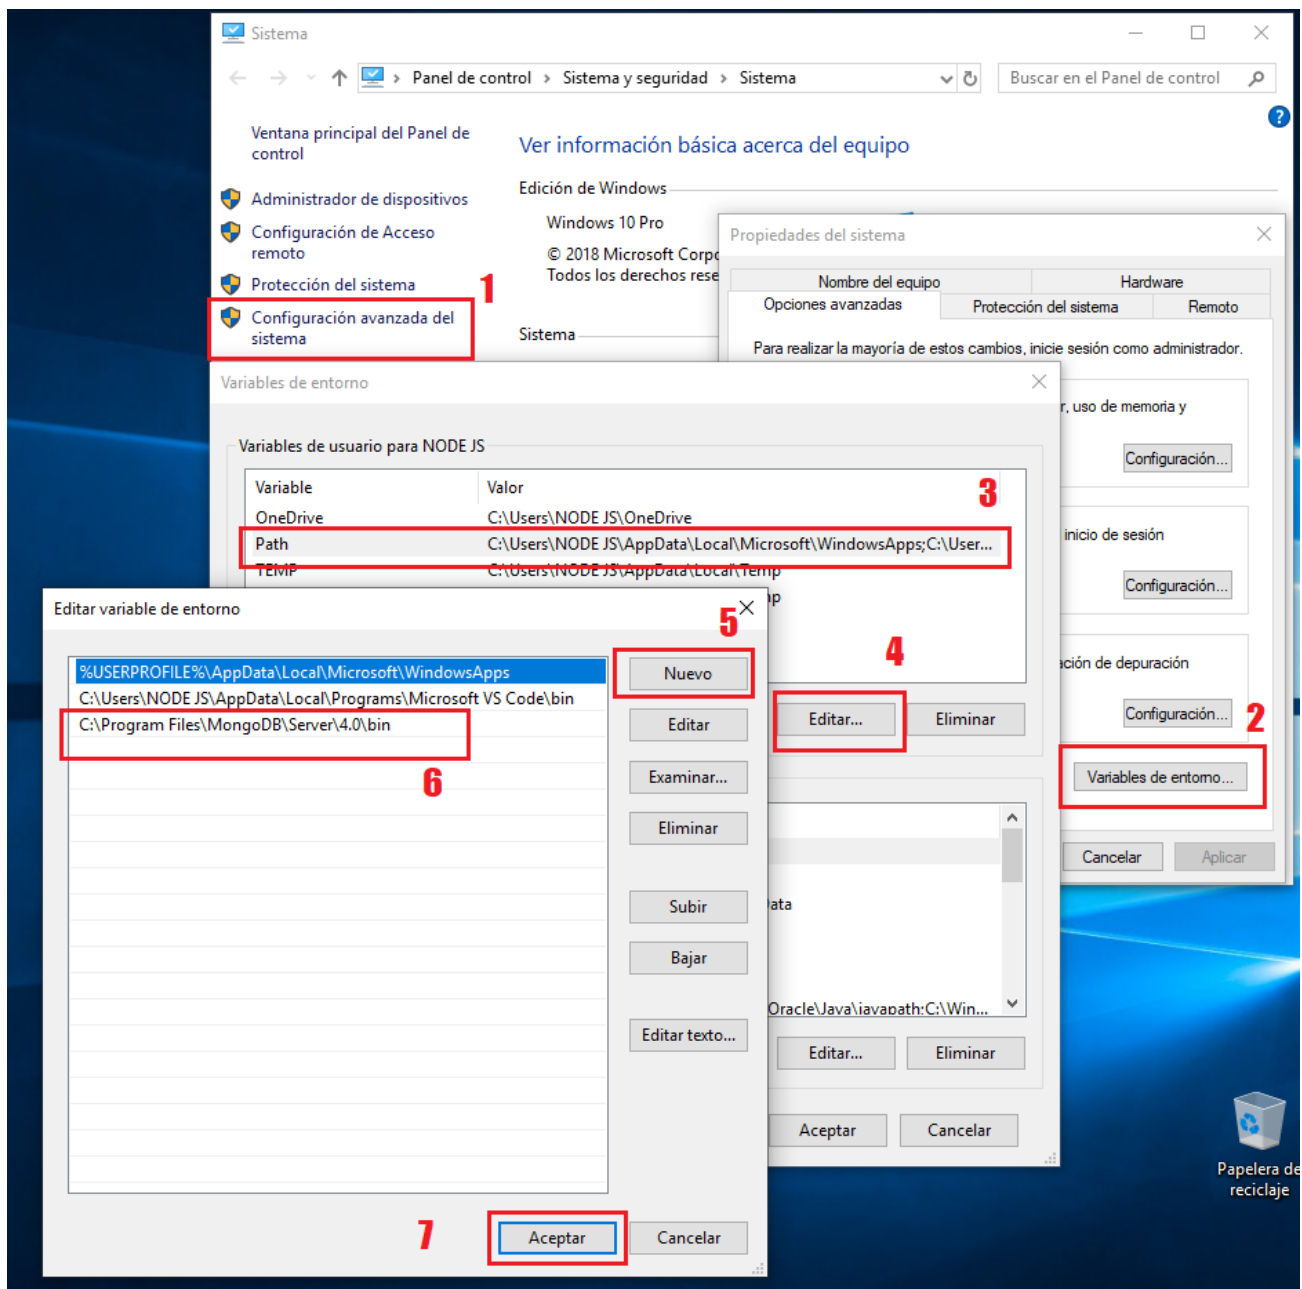 Sistema
Panel de control > Sistema y seguridad > Sistema
Buscar en el Panel de control
Ventana principal del Panel de
control
Administrador de dispositivos
Configuración de Acceso
remoto
Protección del sistema
1
Configuración avanzada del
sistema
Ver información básica acerca del equipo
Edición de Windows
Windows 10 Pro
© 2018 Microsoft Corpo
Todos los derechos rese
Sistema
Propiedades del sistema
Nombre del equipo
Hardware
Opciones avanzadas
Protección del sistema
Remoto
Para realizar la mayoría de estos cambios, inicie sesión como administrador.
r, uso de memoria y
Configuración...
inicio de sesión
Configuración...
ación de depuración
Configuración...
2
Variables de entorno...
Cancelar
Aplicar
Variables de entorno
Variables de usuario para NODE JS
Variable
Valor
3
OneDrive
C:\Users\NODE JS\OneDrive
Path
C:\Users\NODE JS\AppData\Local\Microsoft\WindowsApps;C:\User...
TEMP
C:\Users\NODE JS\AppData\Local\Temp
np
4
Editar...
Eliminar
ata
Oracle\Java\javapath;C:\Win...
Editar...
Eliminar
Aceptar
Cancelar
Editar variable de entorno
5
%USERPROFILE%\AppData\Local\Microsoft\WindowsApps
C:\Users\NODE JS\AppData\Local\Programs\Microsoft VS Code\bin
C:\Program Files\MongoDB\Server\4.0\bin
6
Nuevo
Editar
Examinar...
Eliminar
Subir
Bajar
Editar texto...
7
Aceptar
Cancelar
Papelera de
reciclaje